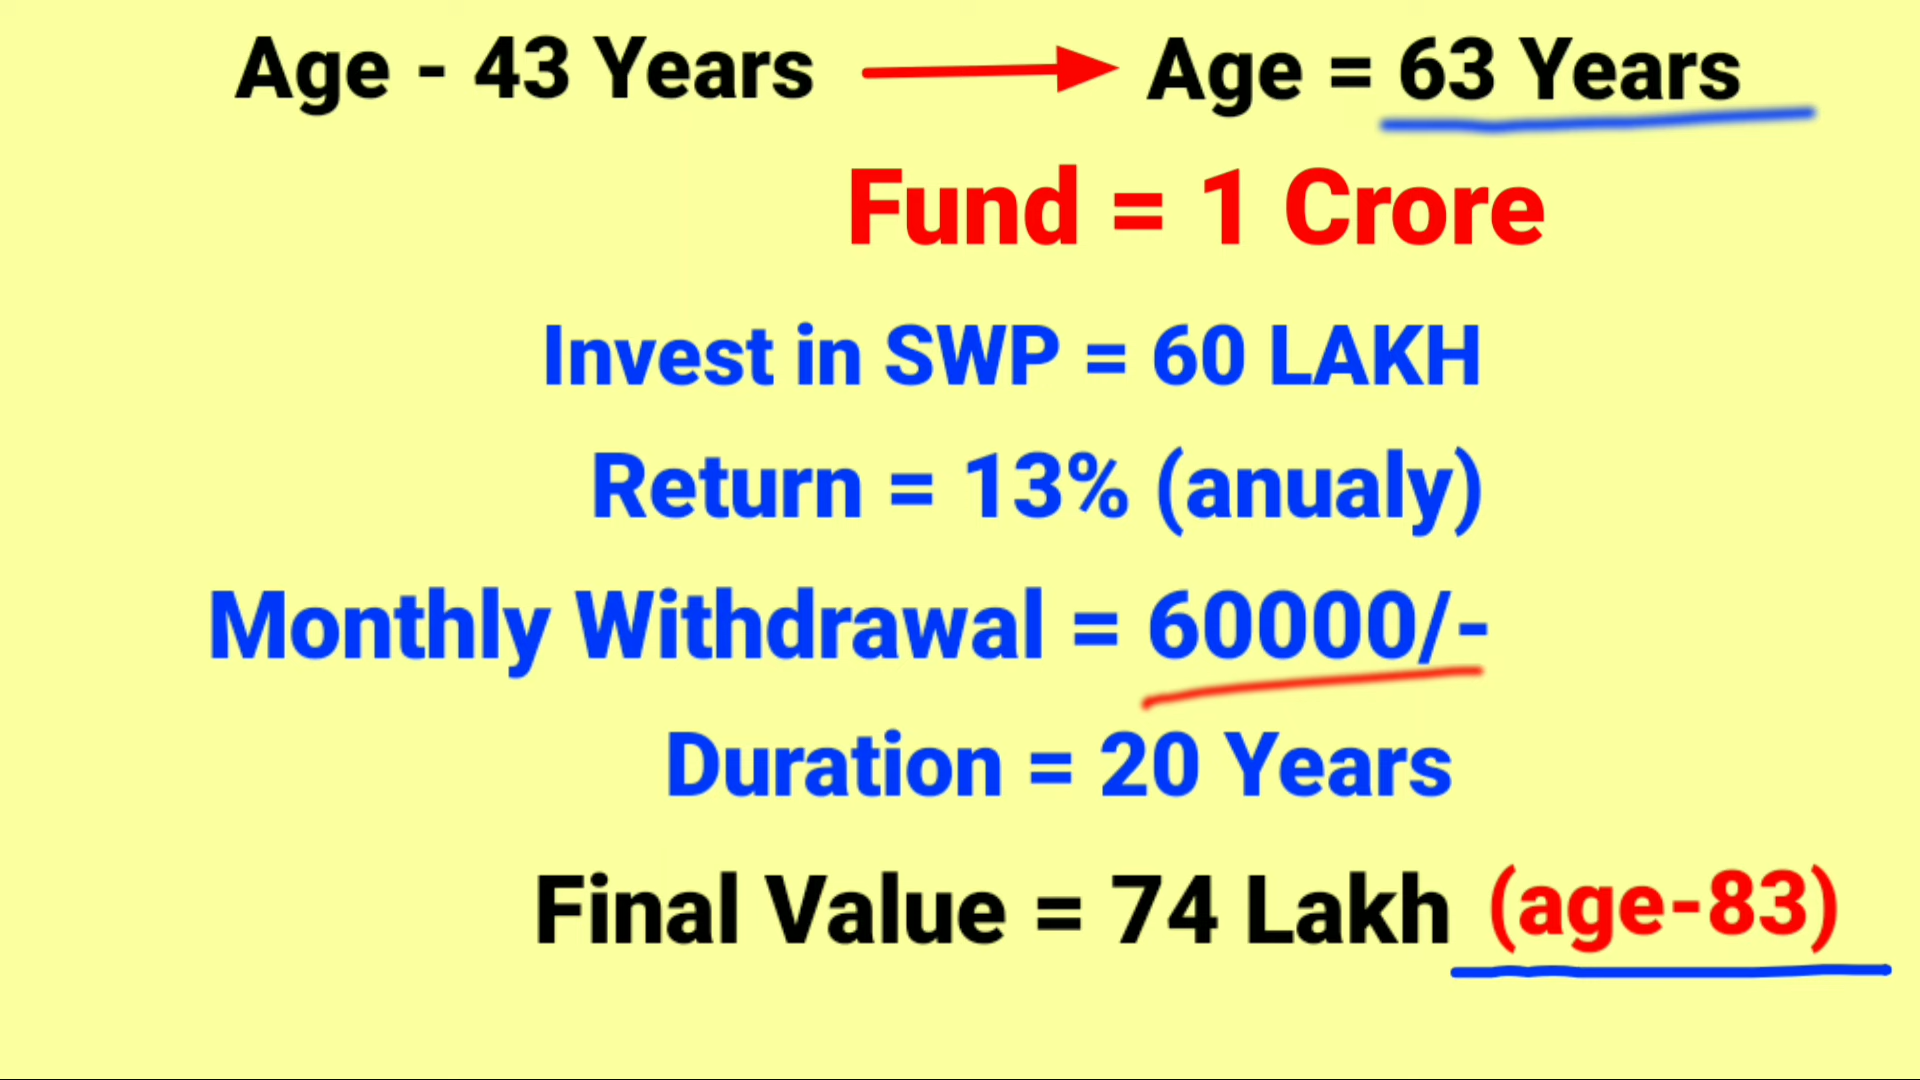 Age - 43 Years Age = 63 Years
Fund = 1 Crore
Invest in SWP = 60 LAKH
Return = 13% (anualy)
Monthly Withdrawal = 60000/-
Duration = 20 Years
Final Value = 74 Lakh (age-83)